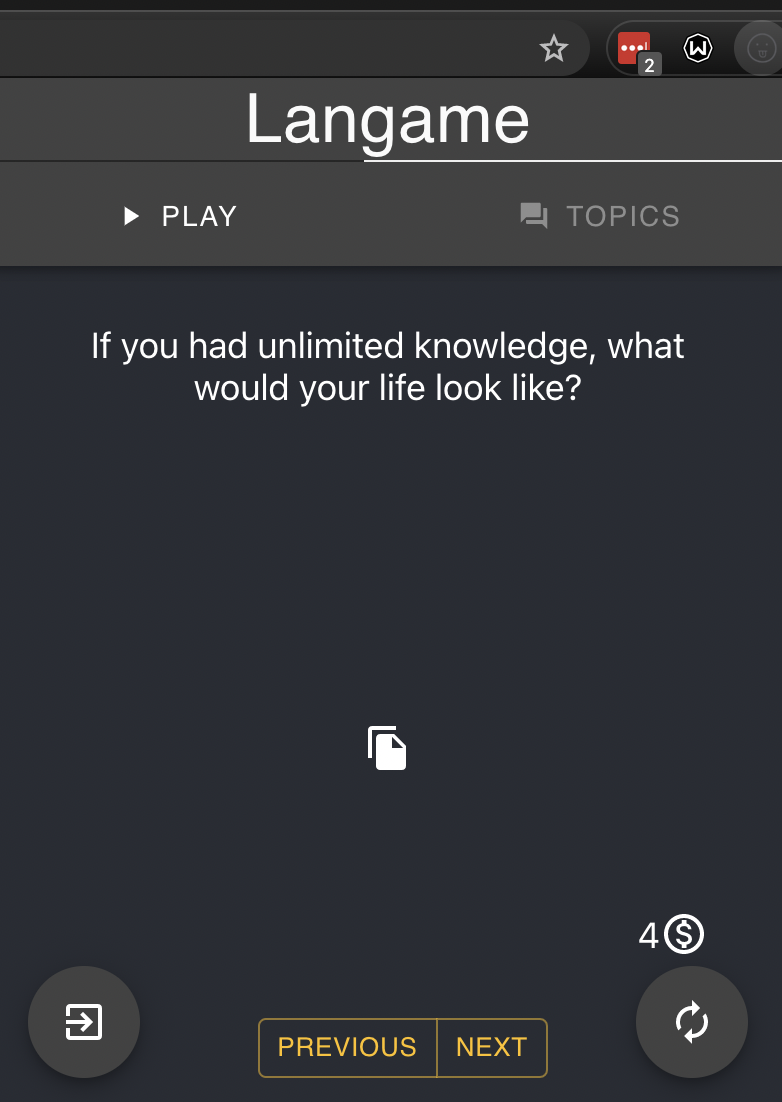 2
Langame
PLAY
TOPICS
If you had unlimited knowledge, what
would your life look like?
4
PREVIOUS
NEXT